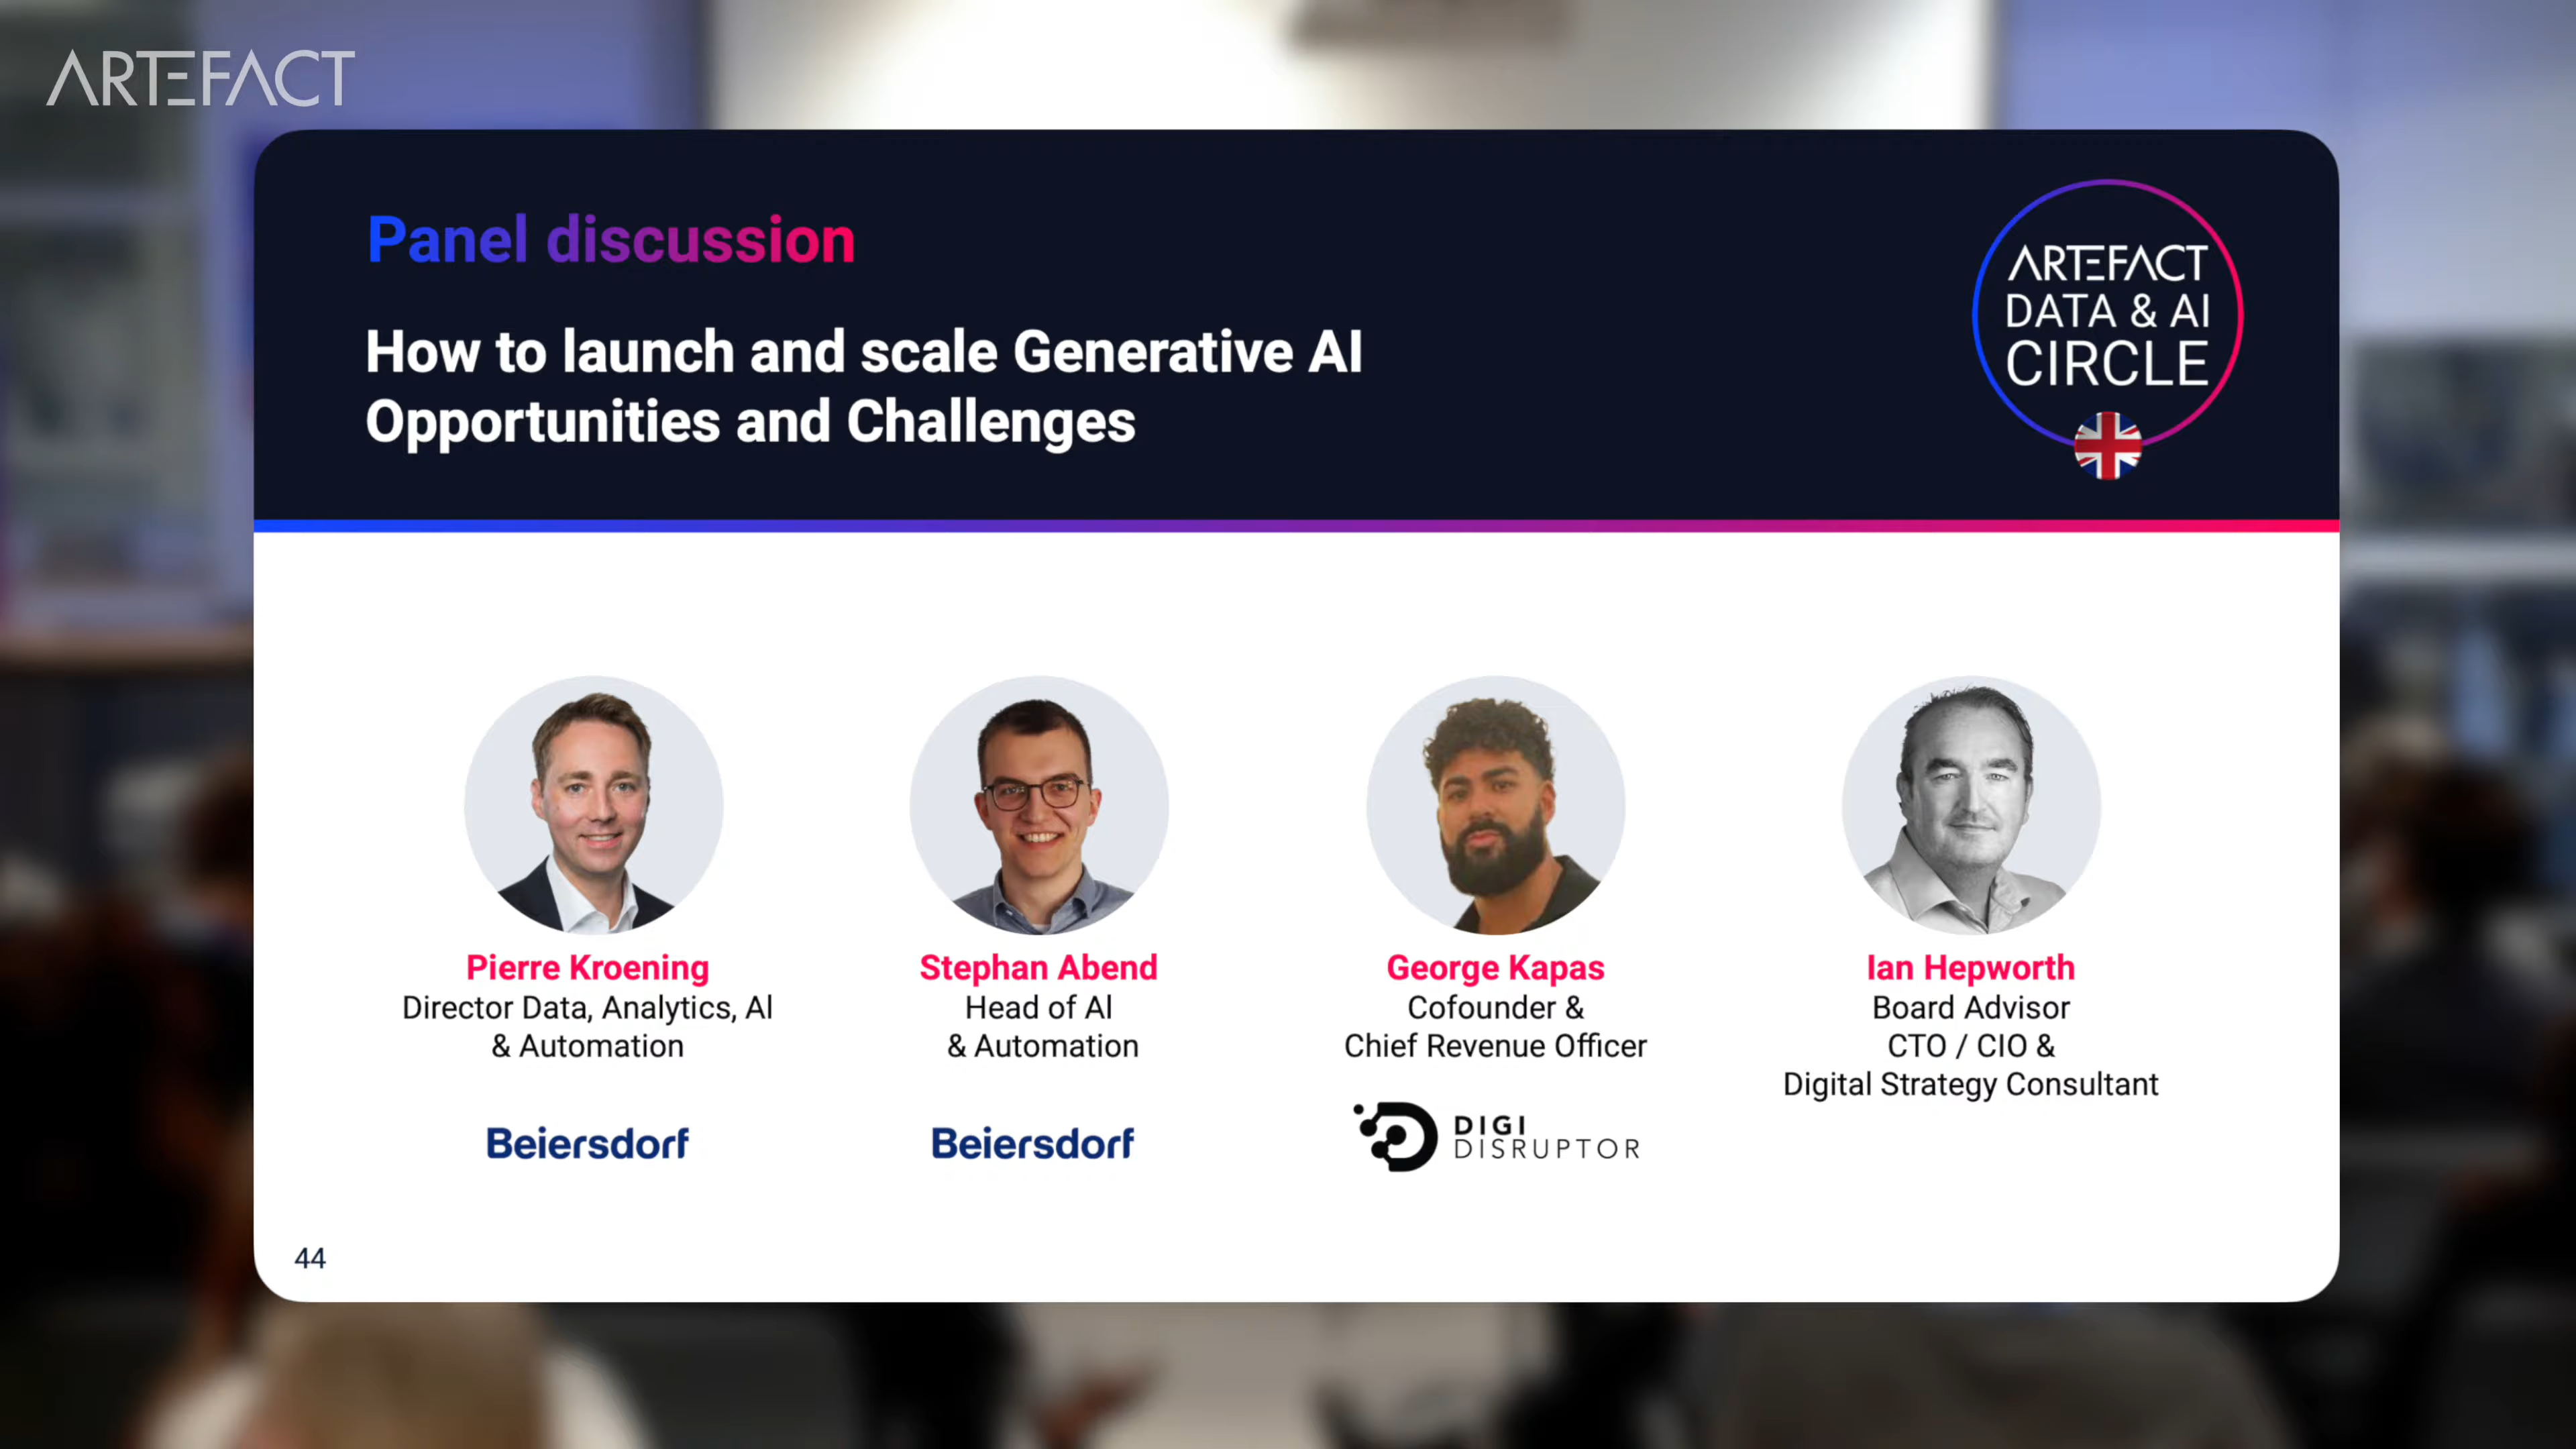 ARTEFACT
Panel discussion
How to launch and scale Generative AI
Opportunities and Challenges
ARTEFACT
DATA & AI
CIRCLE
Pierre Kroening
Director Data, Analytics, AI
& Automation
Beiersdorf
Stephan Abend
Head of AI
& Automation
Beiersdorf
George Kapas
Cofounder &
Chief Revenue Officer
DIGI
DISRUPTOR
Ian Hepworth
Board Advisor
CTO / CIO &
Digital Strategy Consultant
44